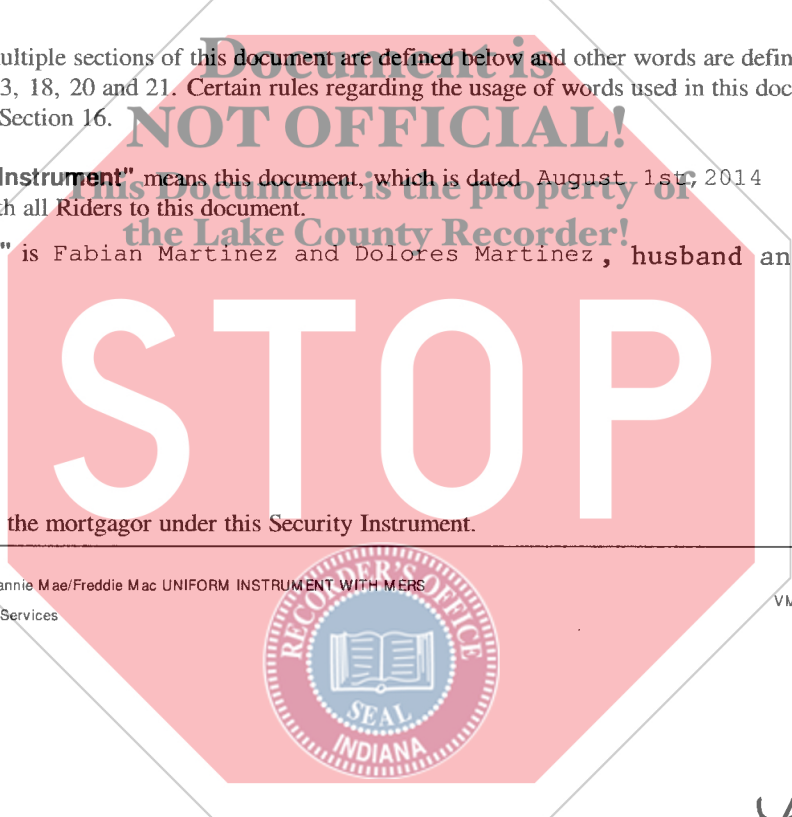 ultiple sections of this document are defined below and other words are defin
Document is
3, 18, 20 and 21. Certain rules regarding the usage of words used in this doc
Section 16.
NOT OFFICIAL!
Instrument" means this document, which is dated August 1st, 2014
This Document is the property of
th all Riders to this document.
the Lake County Recorder!
" is Fabian Martinez and Dolores Martinez, husband an
STOP
the mortgagor under this Security Instrument.
annie Mae/Freddie Mac UNIFORM INSTRUMENT WITH MERS
VM
Services
RECORDER'S OFFICE
SEAL
INDIANA